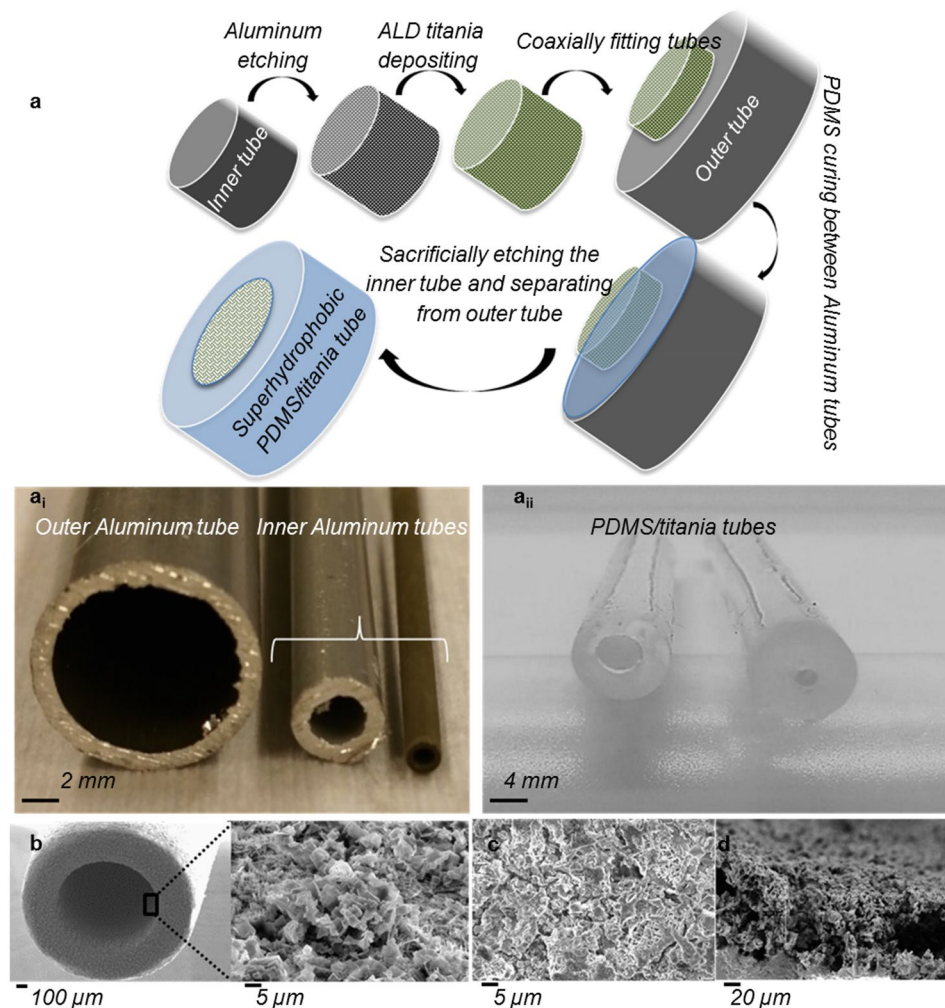 Aluminum
etching
ALD titania
depositing
Coaxially fitting tubes
a
Inner tube
Outer tube
PDMS curing between Aluminum tubes
Sacrificially etching the
inner tube and separating
from outer tube
Superhydrophobic
PDMS/titania tube
ai
Outer Aluminum tube
Inner Aluminum tubes
2 mm
aii
PDMS/titania tubes
4 mm
b
c
d
100 µm
5 µm
5 µm
20 µm